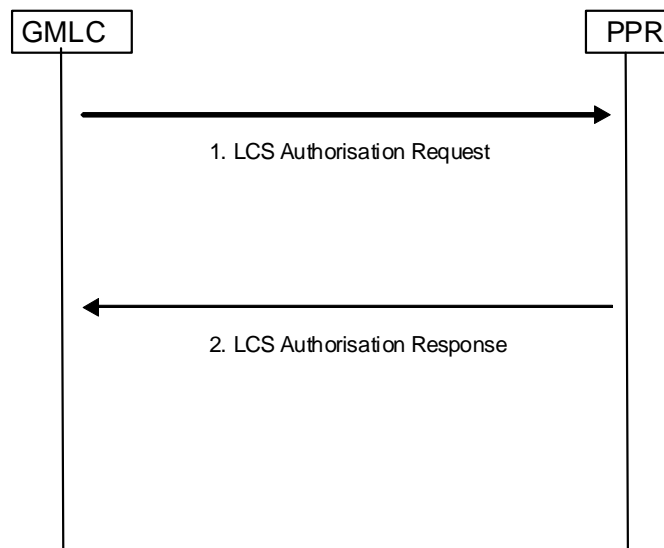 GMLC
PPR
1. LCS Authorisation Request
2. LCS Authorisation Response